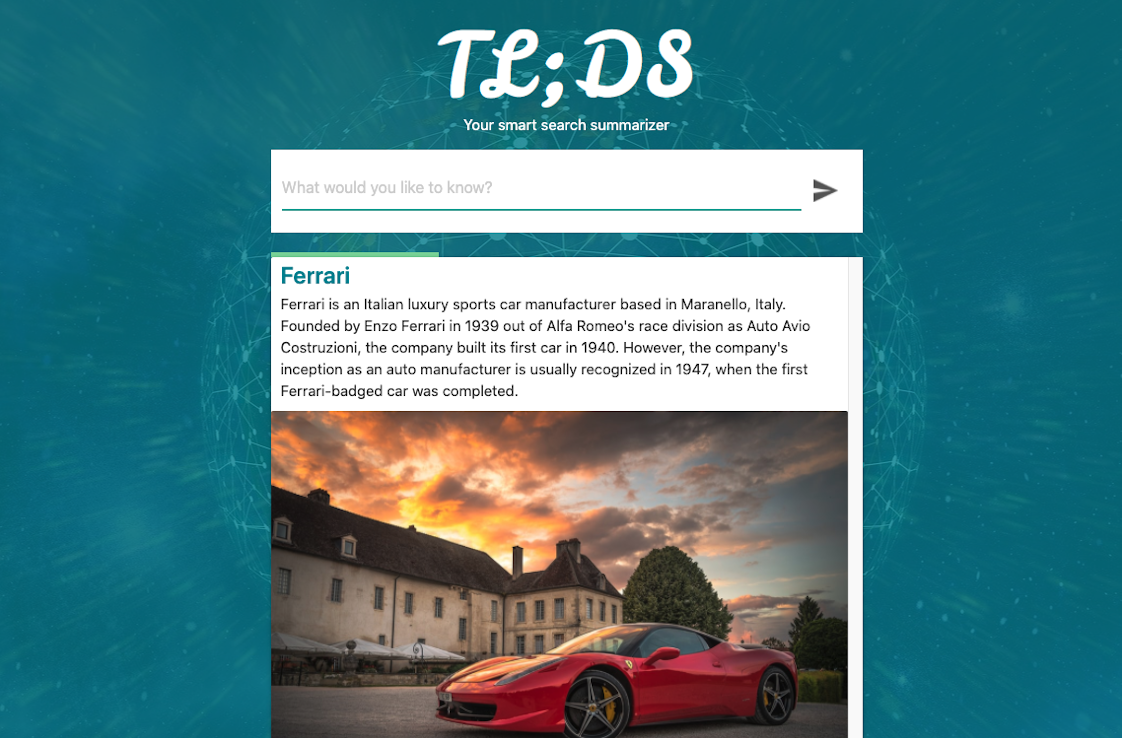 TL;DS
Your smart search summarizer
What would you like to know?
Ferrari
Ferrari is an Italian luxury sports car manufacturer based in Maranello, Italy.
Founded by Enzo Ferrari in 1939 out of Alfa Romeo's race division as Auto Avio
Costruzioni, the company built its first car in 1940. However, the company's
inception as an auto manufacturer is usually recognized in 1947, when the first
Ferrari-badged car was completed.